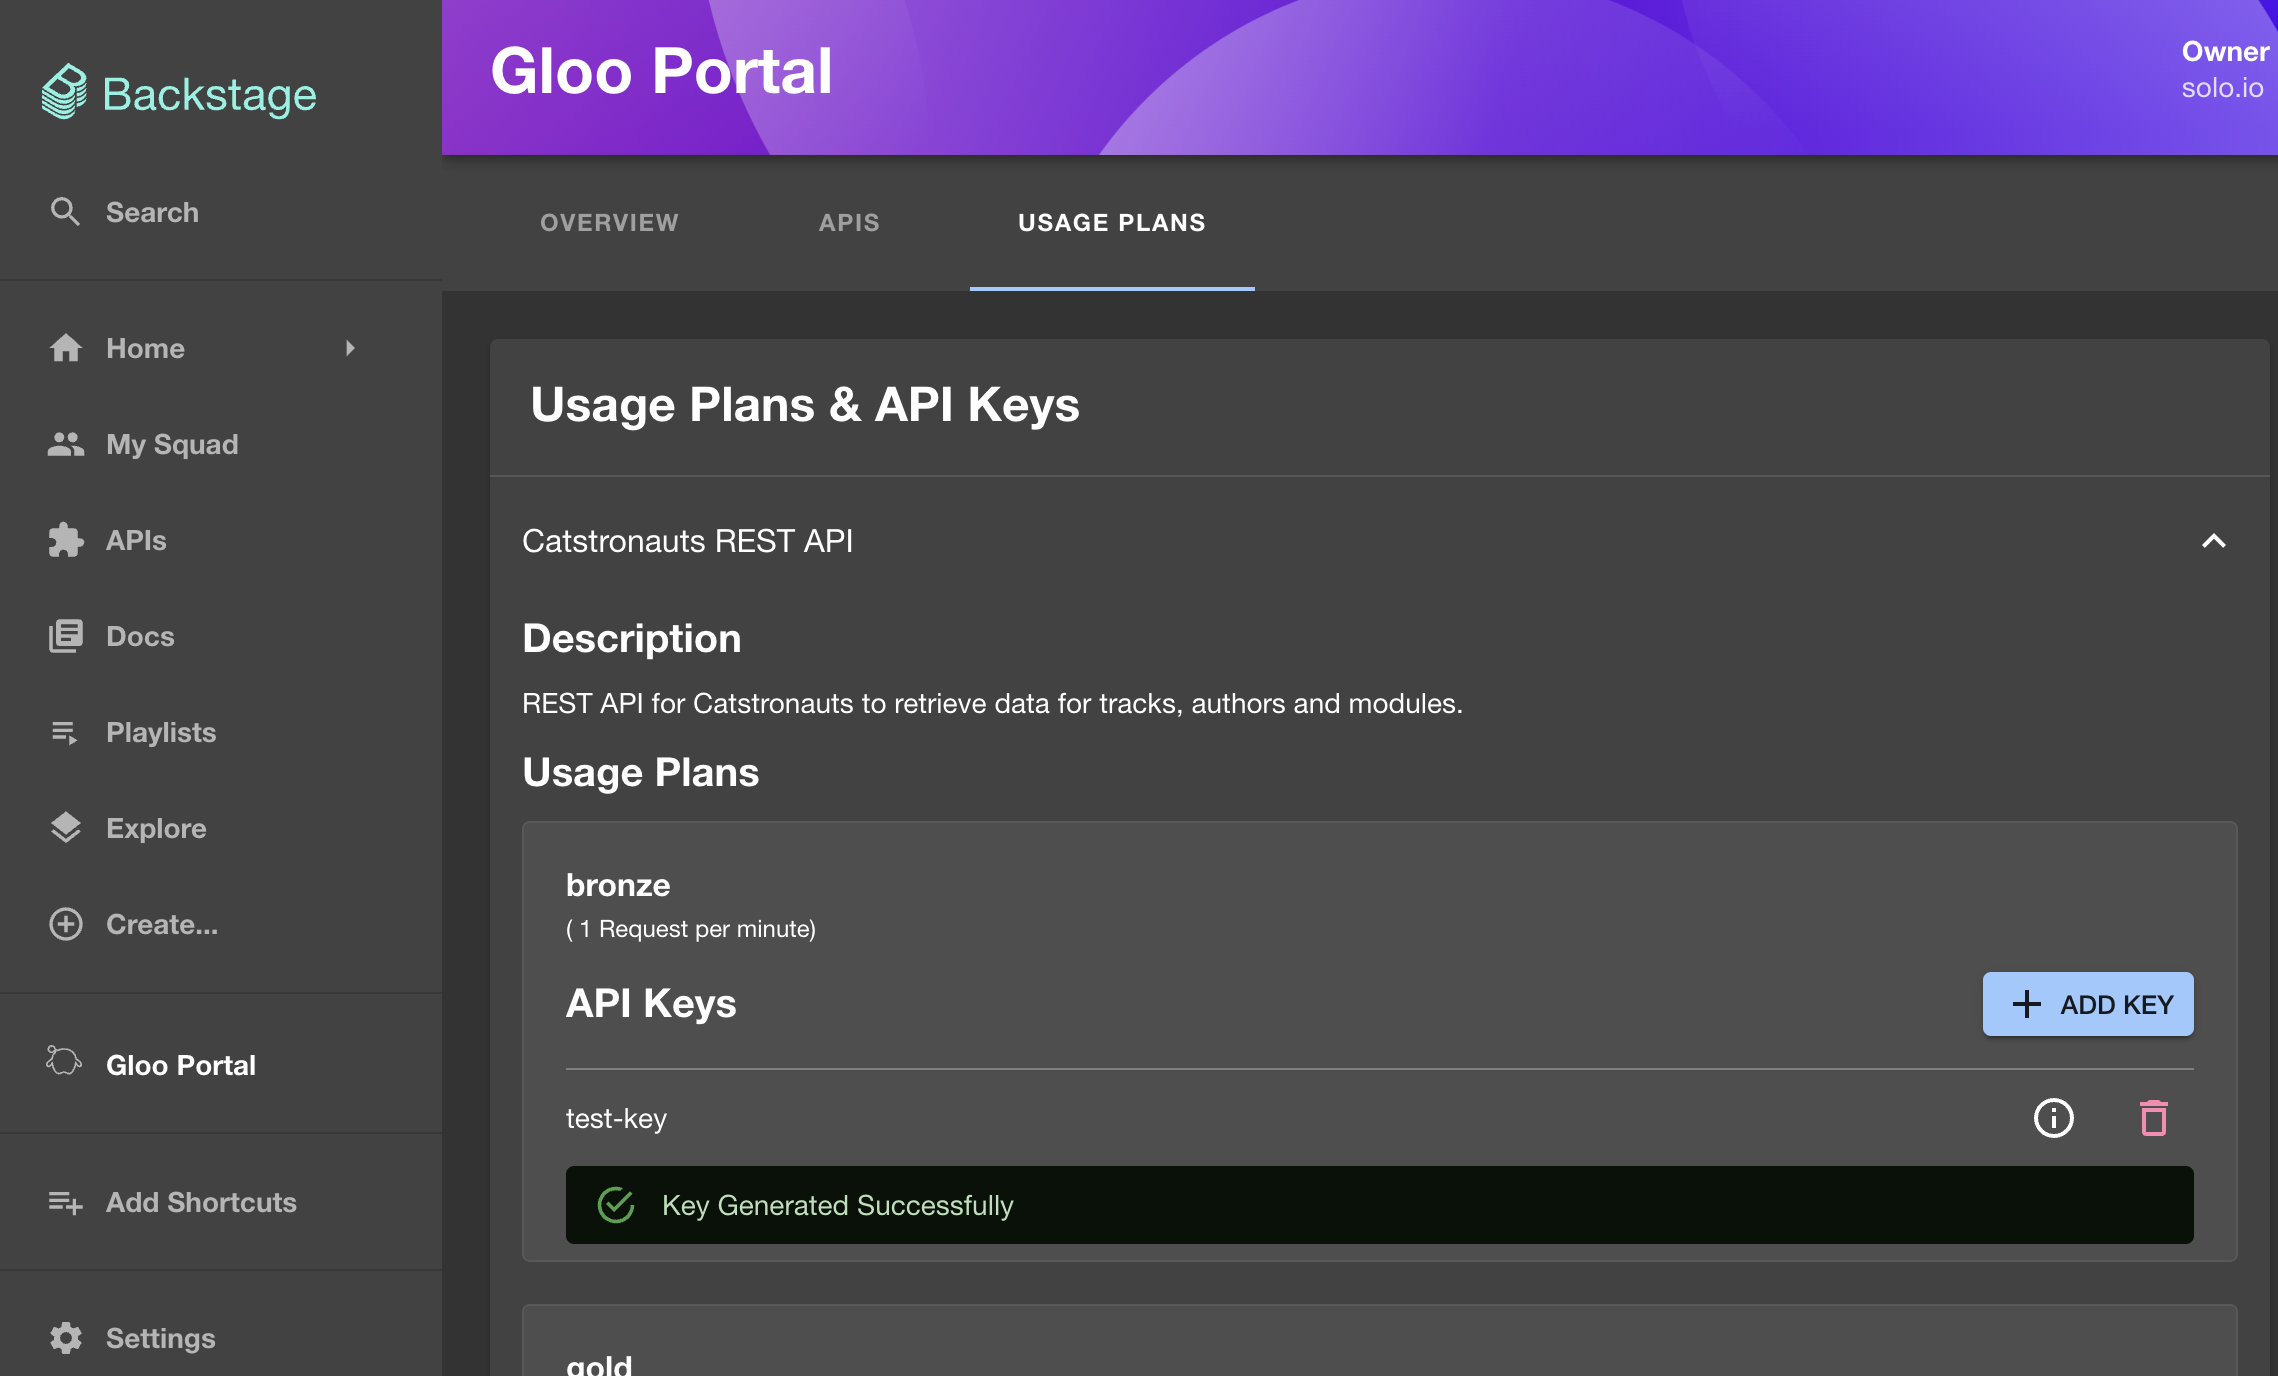 Backstage
Search
Home
My Squad
APIs
Docs
Playlists
Explore
Create...
Gloo Portal
Add Shortcuts
Settings
Gloo Portal
Owner
solo.io
OVERVIEW
APIS
USAGE PLANS
Usage Plans & API Keys
Catstronauts REST API
Description
REST API for Catstronauts to retrieve data for tracks, authors and modules.
Usage Plans
bronze
( 1 Request per minute)
API Keys
ADD KEY
test-key
Key Generated Successfully
gold